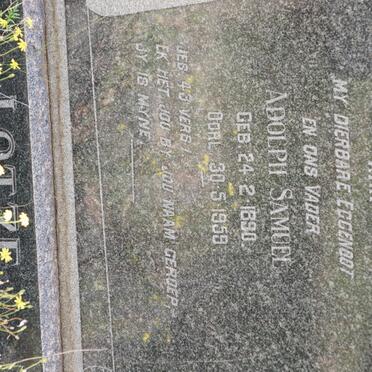 MY DIERBARE EGGENOOT
EN ONS VADER
ADOLPH SAMUEL
GEB 24.2.1890
OORL. 30.5.1958
JES. 43 VERS 1
EK HET JOU BY JOU NAAM GEROEP
JY IS MYNE.